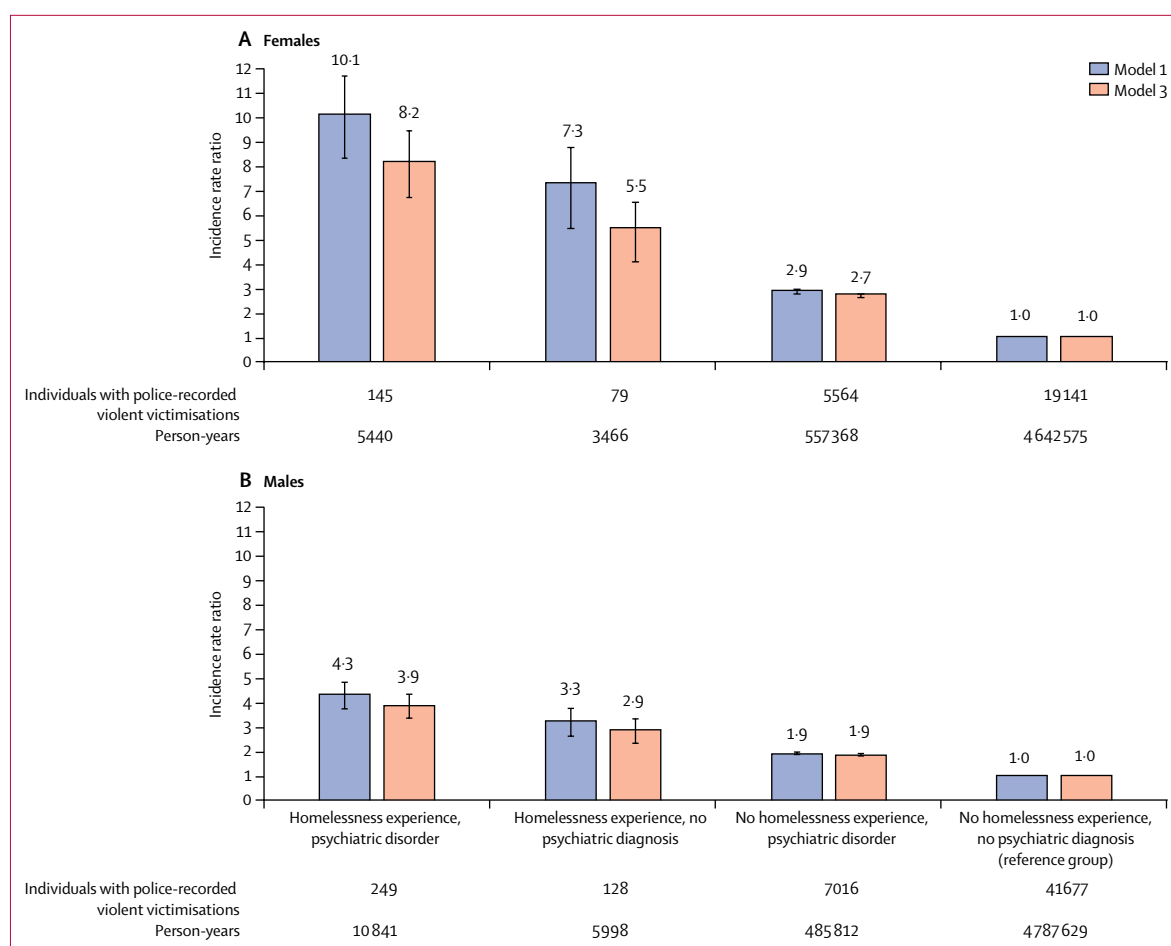 A Females
Model 1
Model 3
Incidence rate ratio
12
11
10
9
8
7
6
5
4
3
2
1
0
10·1
8·2
7·3
5·5
2·9
2·7
1·0
1·0
Individuals with police-recorded violent victimisations 145 79 5564 19141
Person-years 5440 3466 557368 4642575
B Males
Incidence rate ratio
12
11
10
9
8
7
6
5
4
3
2
1
0
4·3
3·9
3·3
2·9
1·9
1·9
1·0
1·0
Homelessness experience,
psychiatric disorder
Homelessness experience, no
psychiatric diagnosis
No homelessness experience,
psychiatric disorder
No homelessness experience,
no psychiatric diagnosis
(reference group)
Individuals with police-recorded violent victimisations 249 128 7016 41677
Person-years 10841 5998 485812 4787629